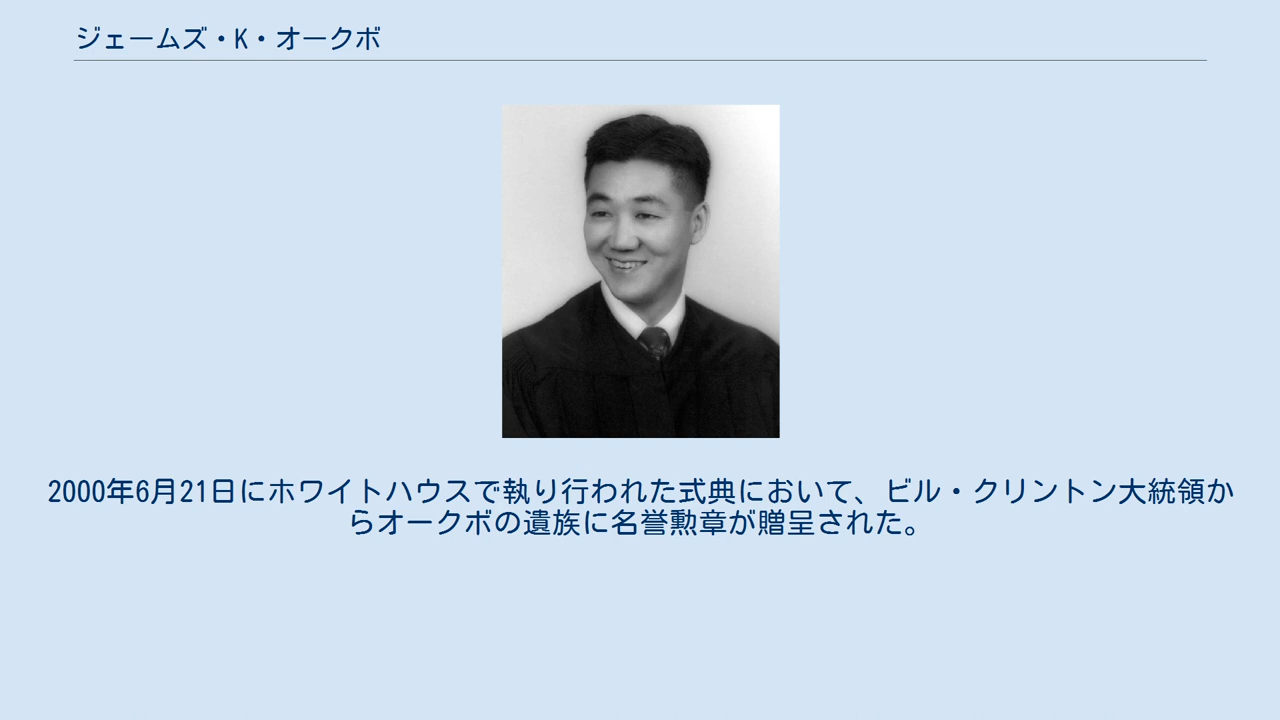 ジェームズ・K・オークボ
2000年6月21日にホワイトハウスで執り行われた式典において、ビル・クリントン大統領か
らオークボの遺族に名誉勲章が贈呈された。